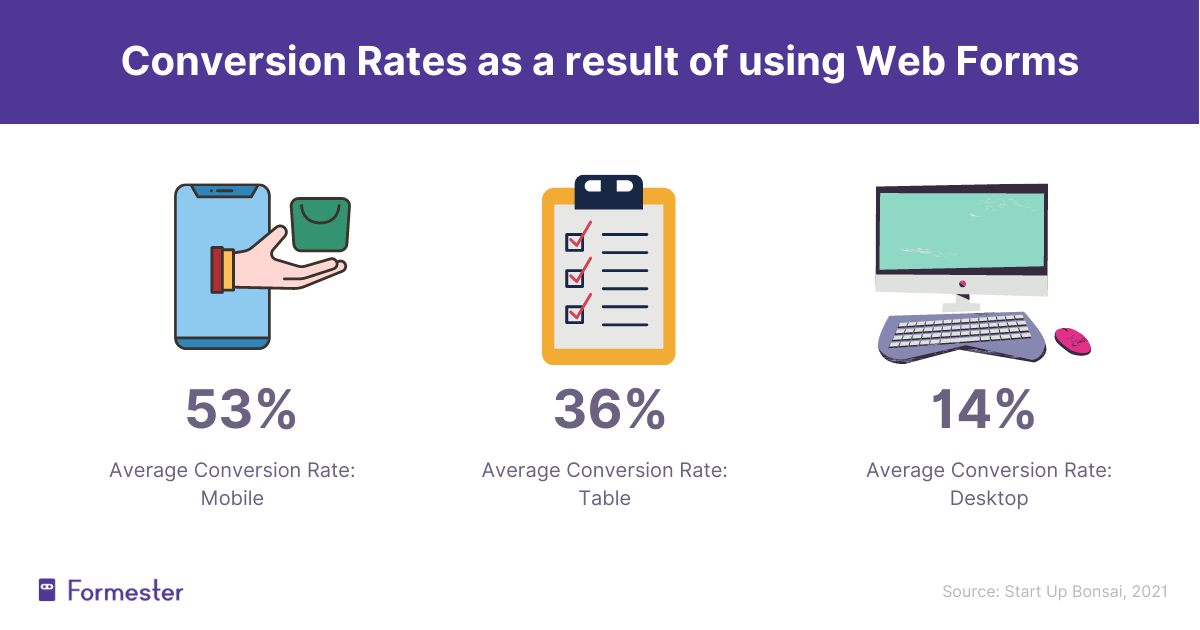 Conversion Rates as a result of using Web Forms
53%
Average Conversion Rate:
Mobile
36%
Average Conversion Rate:
Table
14%
Average Conversion Rate:
Desktop
Formester
Source: Start Up Bonsai, 2021